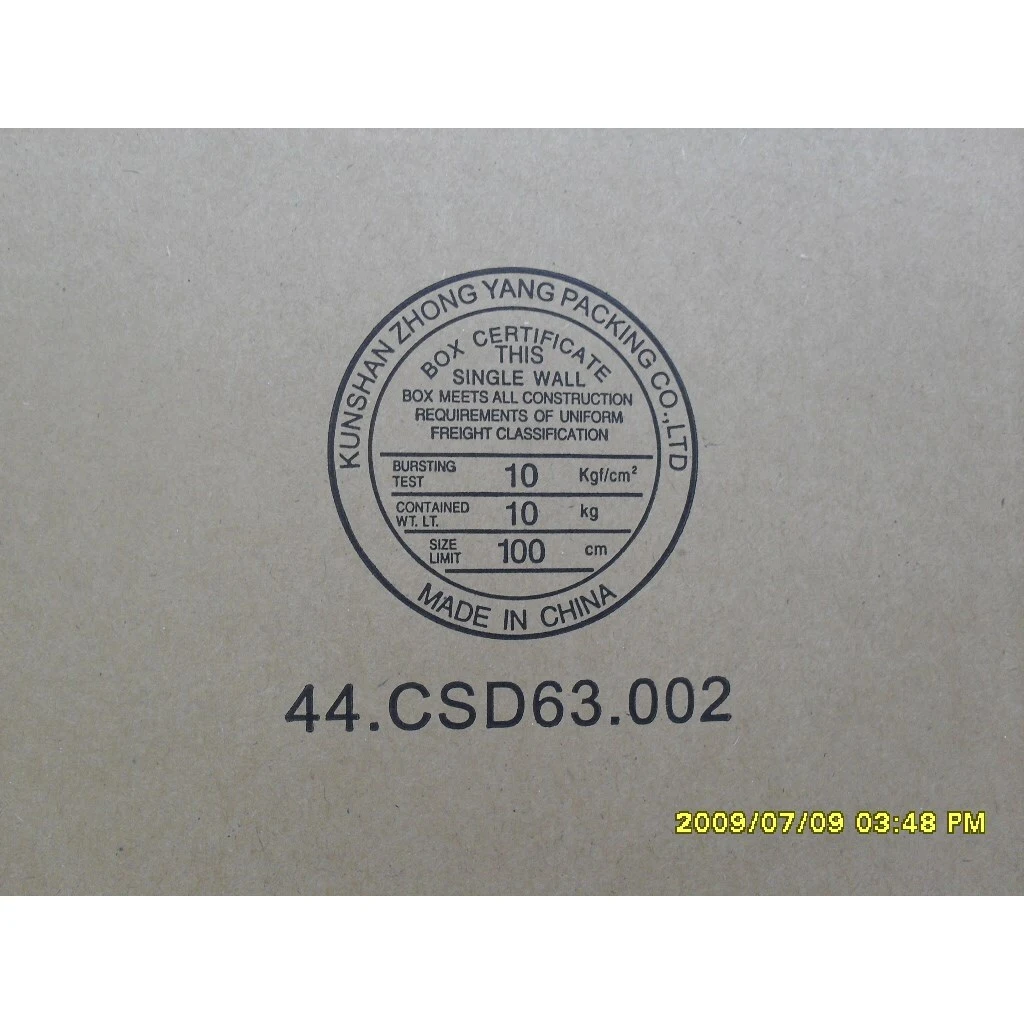 KUNSHAN ZHONG YANG PACKING CO.,LTD
BOX CERTIFICATE
THIS
SINGLE WALL
BOX MEETS ALL CONSTRUCTION
REQUIREMENTS OF UNIFORM
FREIGHT CLASSIFICATION
BURSTING TEST 10 Kgf/cm²
CONTAINED WT. LT. 10 kg
SIZE LIMIT 100 cm
MADE IN CHINA
44.CSD63.002
2009/07/09 03:48 PM